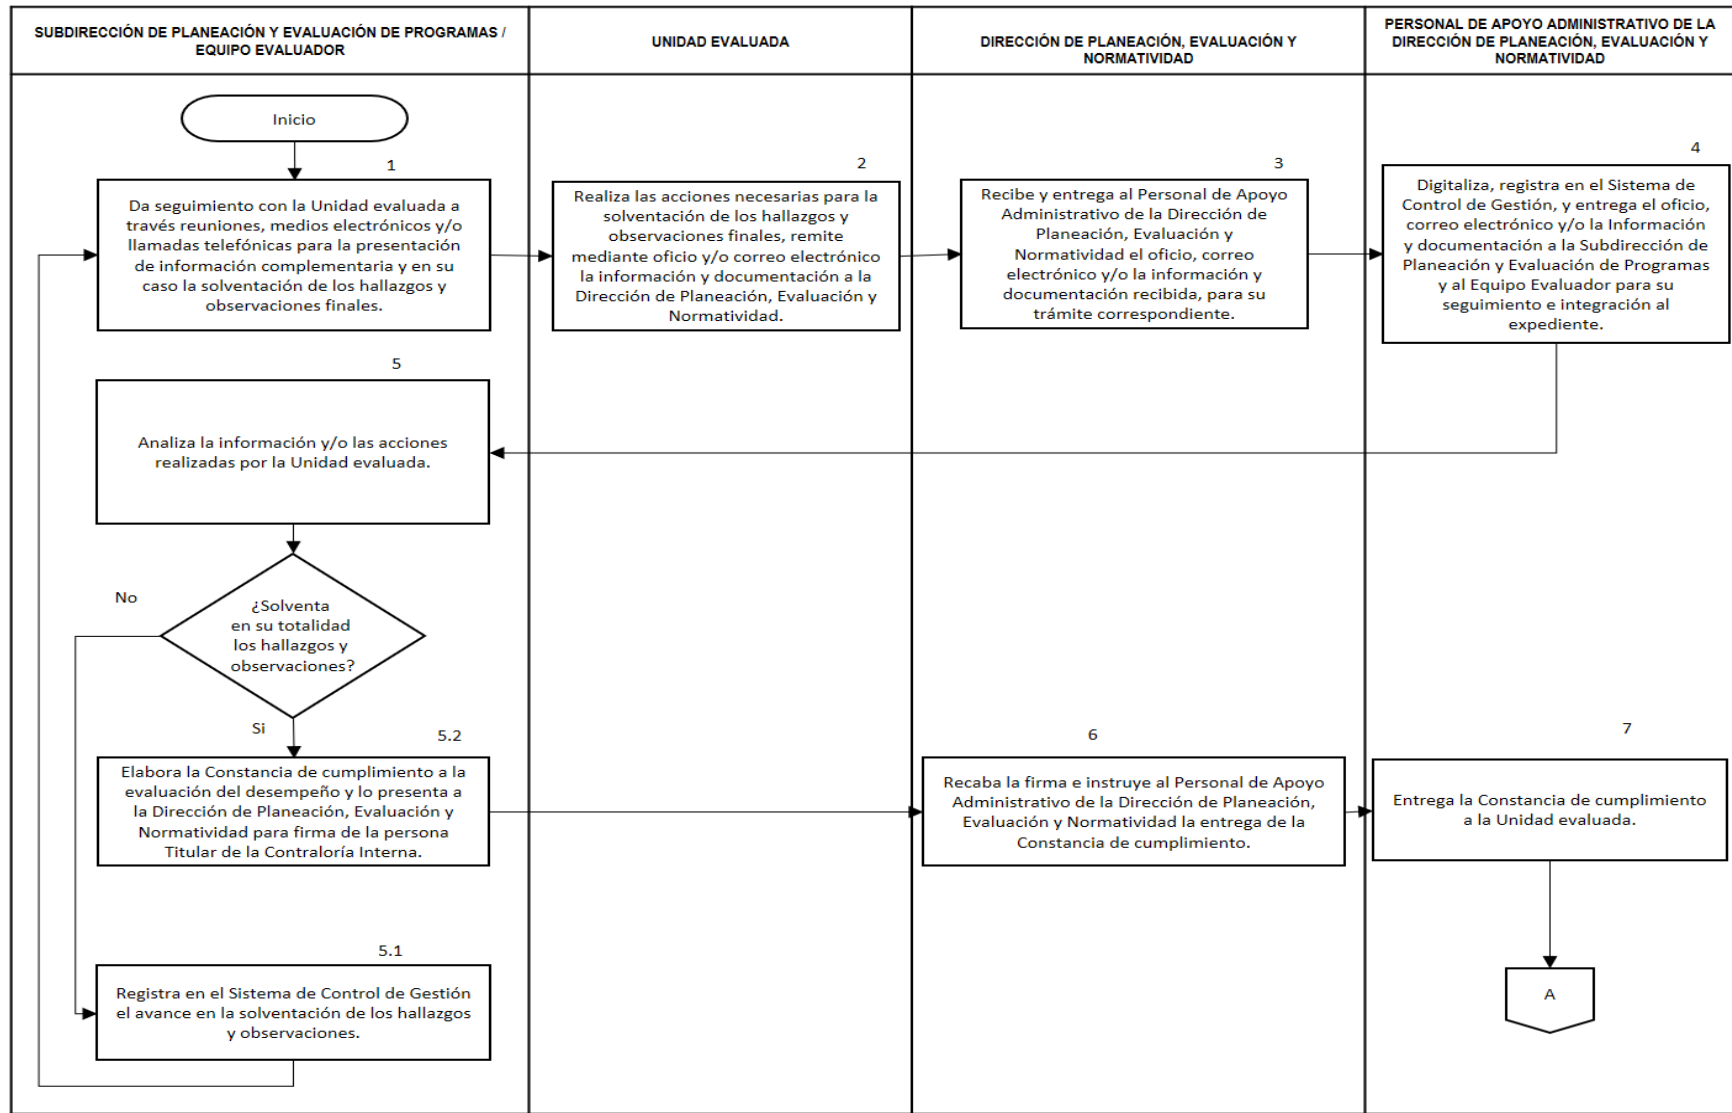 SUBDIRECCIÓN DE PLANEACIÓN Y EVALUACIÓN DE PROGRAMAS /
EQUIPO EVALUADOR
UNIDAD EVALUADA
DIRECCIÓN DE PLANEACIÓN, EVALUACIÓN Y
NORMATIVIDAD
PERSONAL DE APOYO ADMINISTRATIVO DE LA
DIRECCIÓN DE PLANEACIÓN, EVALUACIÓN Y
NORMATIVIDAD
Inicio
1
Da seguimiento con la Unidad evaluada a
través reuniones, medios electrónicos y/o
llamadas telefónicas para la presentación
de información complementaria y en su
caso la solventación de los hallazgos y
observaciones finales.
2
Realiza las acciones necesarias para la
solventación de los hallazgos y
observaciones finales, remite
mediante oficio y/o correo electrónico
la información y documentación a la
Dirección de Planeación, Evaluación y
Normatividad.
3
Recibe y entrega al Personal de Apoyo
Administrativo de la Dirección de
Planeación, Evaluación y
Normatividad el oficio, correo
electrónico y/o la información y
documentación recibida, para su
trámite correspondiente.
4
Digitaliza, registra en el Sistema de
Control de Gestión, y entrega el oficio,
correo electrónico y/o la Información
y documentación a la Subdirección de
Planeación y Evaluación de Programas
y al Equipo Evaluador para su
seguimiento e integración al
expediente.
5
Analiza la información y/o las acciones
realizadas por la Unidad evaluada.
No
¿Solventa
en su totalidad
los hallazgos y
observaciones?
Si
5.2
Elabora la Constancia de cumplimiento a la
evaluación del desempeño y lo presenta a
la Dirección de Planeación, Evaluación y
Normatividad para firma de la persona
Titular de la Contraloría Interna.
6
Recaba la firma e instruye al Personal de Apoyo
Administrativo de la Dirección de Planeación,
Evaluación y Normatividad la entrega de la
Constancia de cumplimiento.
7
Entrega la Constancia de cumplimiento
a la Unidad evaluada.
5.1
Registra en el Sistema de Control de Gestión
el avance en la solventación de los hallazgos
y observaciones.
A